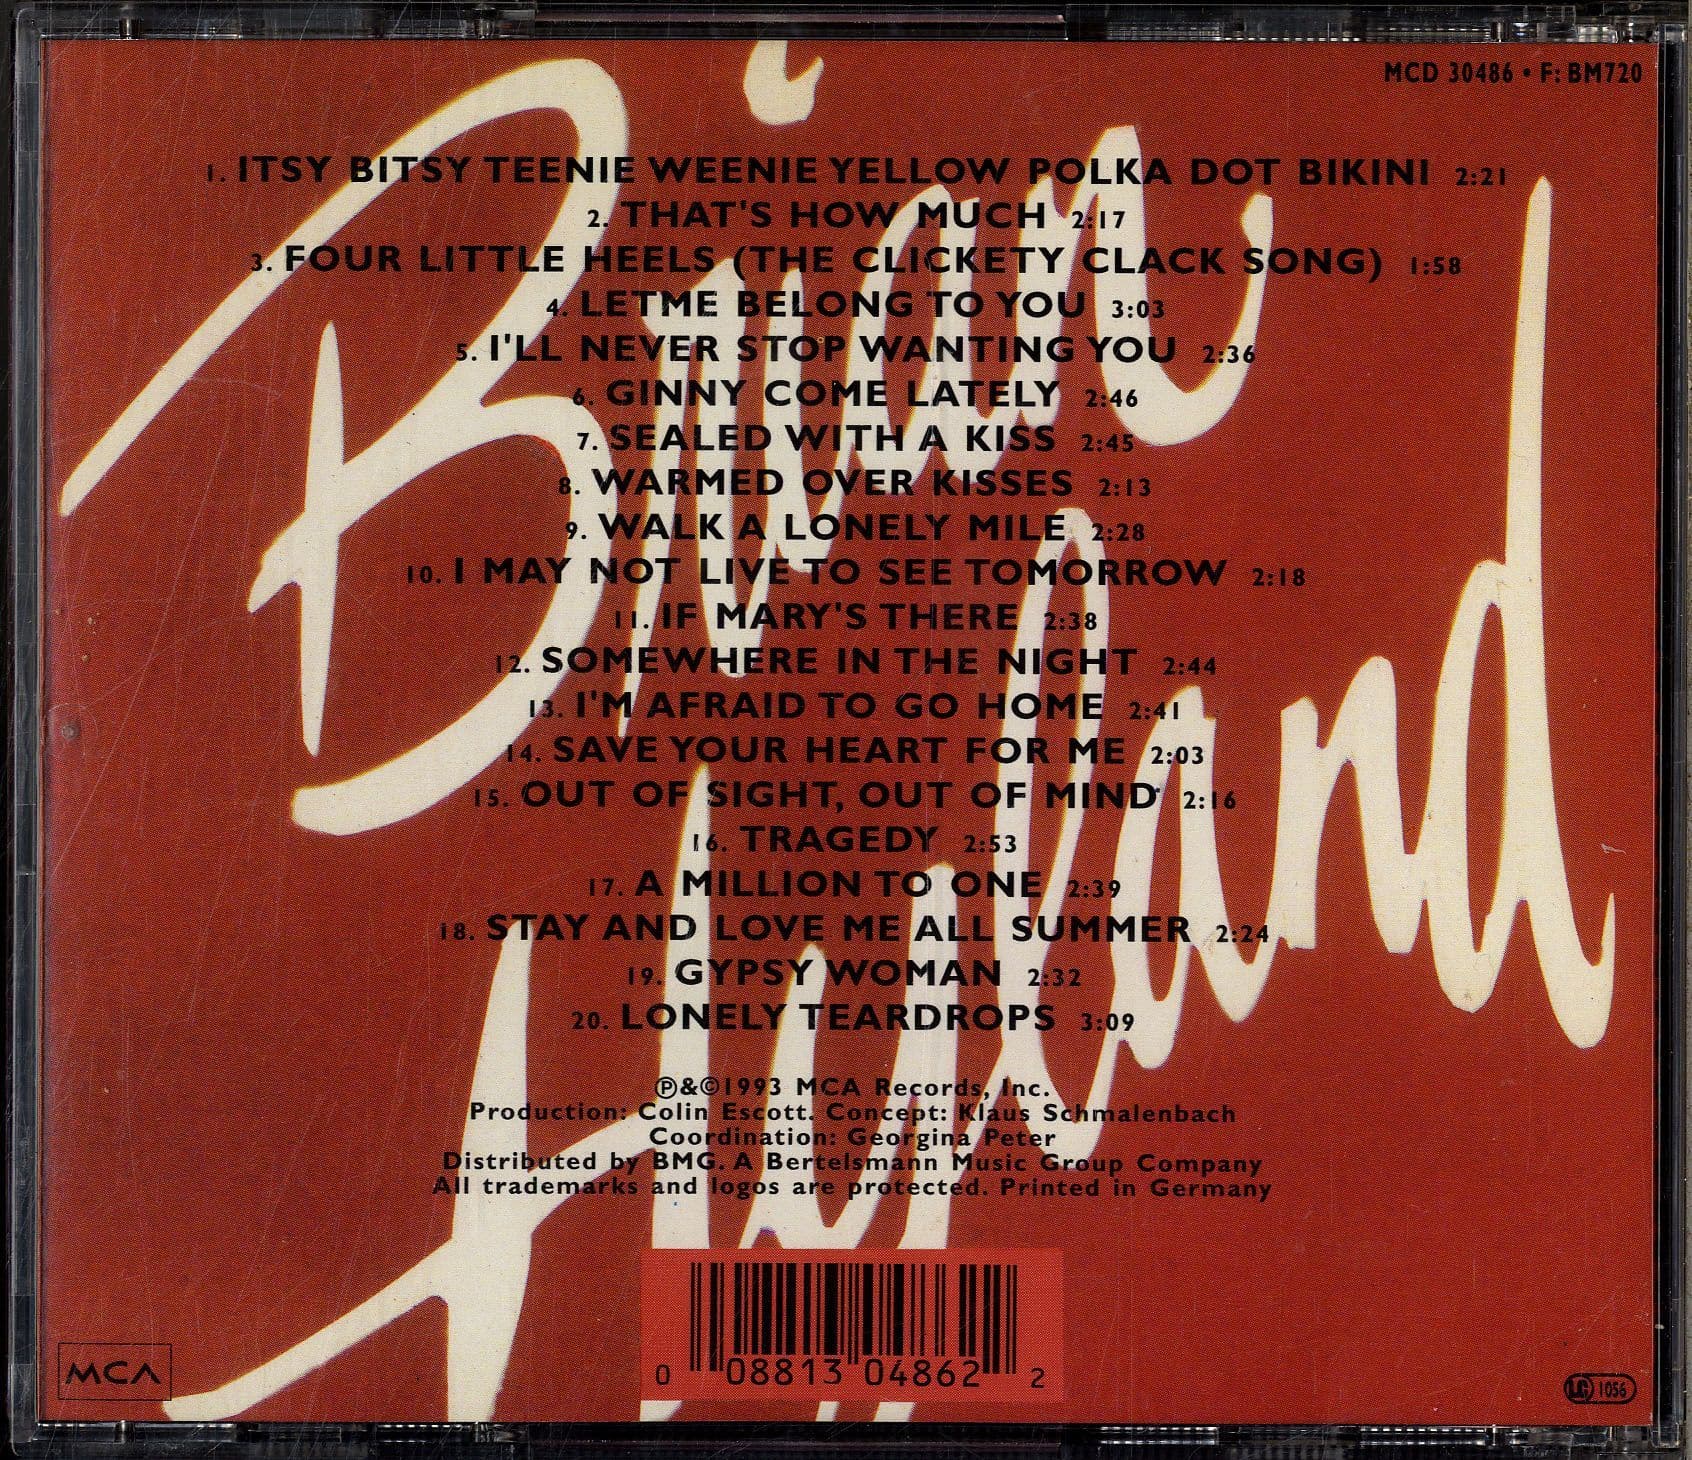 MCD 30486 • F: BM720
Brian
Hyland
1. ITSY BITSY TEENIE WEENIE YELLOW POLKA DOT BIKINI 2:21
2. THAT'S HOW MUCH 2:17
3. FOUR LITTLE HEELS (THE CLICKETY CLACK SONG) 1:58
4. LETME BELONG TO YOU 3:03
5. I'LL NEVER STOP WANTING YOU 2:36
6. GINNY COME LATELY 2:46
7. SEALED WITH A KISS 2:45
8. WARMED OVER KISSES 2:13
9. WALK A LONELY MILE 2:28
10. I MAY NOT LIVE TO SEE TOMORROW 2:18
11. IF MARY'S THERE 2:38
12. SOMEWHERE IN THE NIGHT 2:44
13. I'M AFRAID TO GO HOME 2:41
14. SAVE YOUR HEART FOR ME 2:03
15. OUT OF SIGHT, OUT OF MIND 2:16
16. TRAGEDY 2:53
17. A MILLION TO ONE 2:39
18. STAY AND LOVE ME ALL SUMMER 2:24
19. GYPSY WOMAN 2:32
20. LONELY TEARDROPS 3:09
℗&©1993 MCA Records, Inc.
Production: Colin Escott. Concept: Klaus Schmalenbach
Coordination: Georgina Peter
Distributed by BMG. A Bertelsmann Music Group Company
All trademarks and logos are protected. Printed in Germany
0 08813 04862 2
MCA
LC 1056